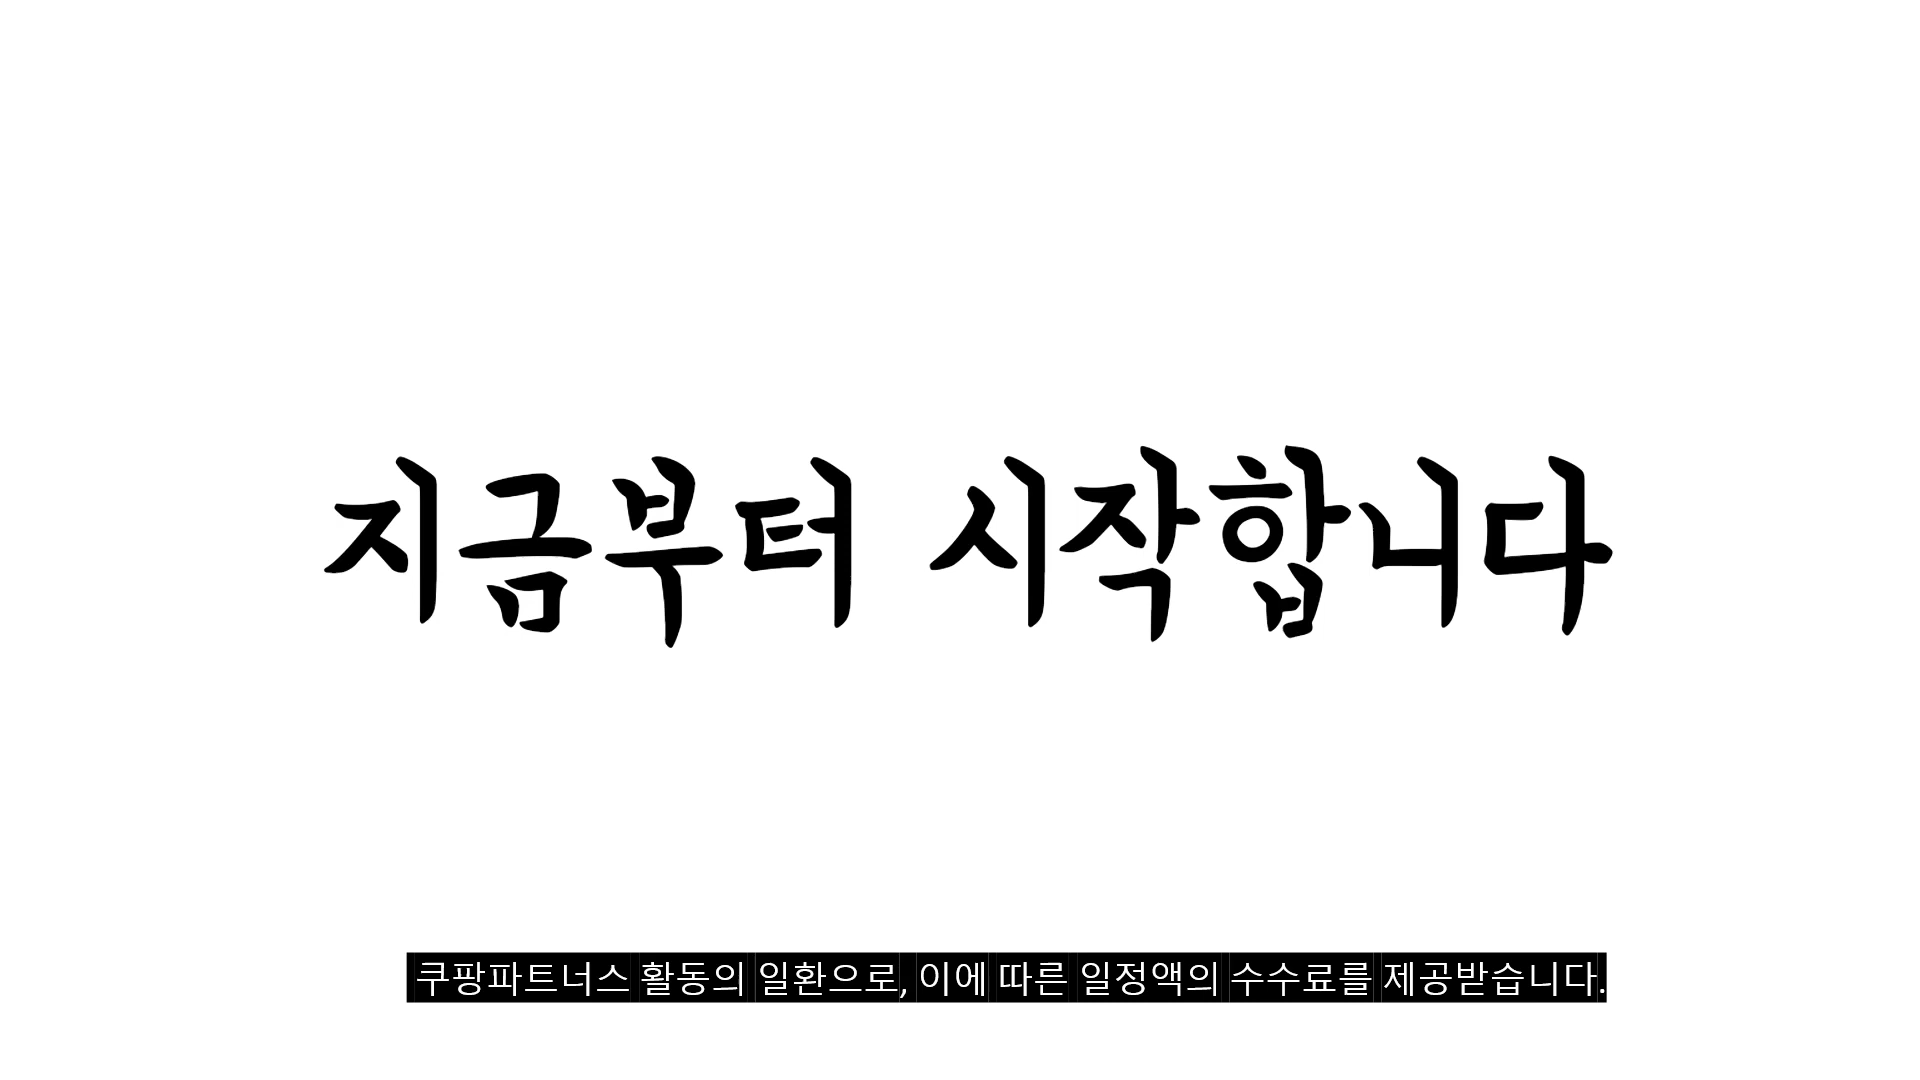 지금부터 시작합니다
쿠팡파트너스 활동의 일환으로, 이에 따른 일정액의 수수료를 제공받습니다.